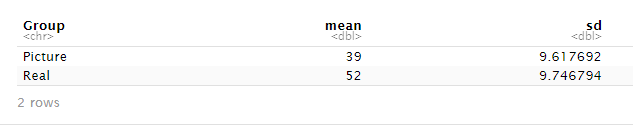 Group mean sd
<chr> <dbl> <dbl>
Picture 39 9.617692
Real 52 9.746794
2 rows